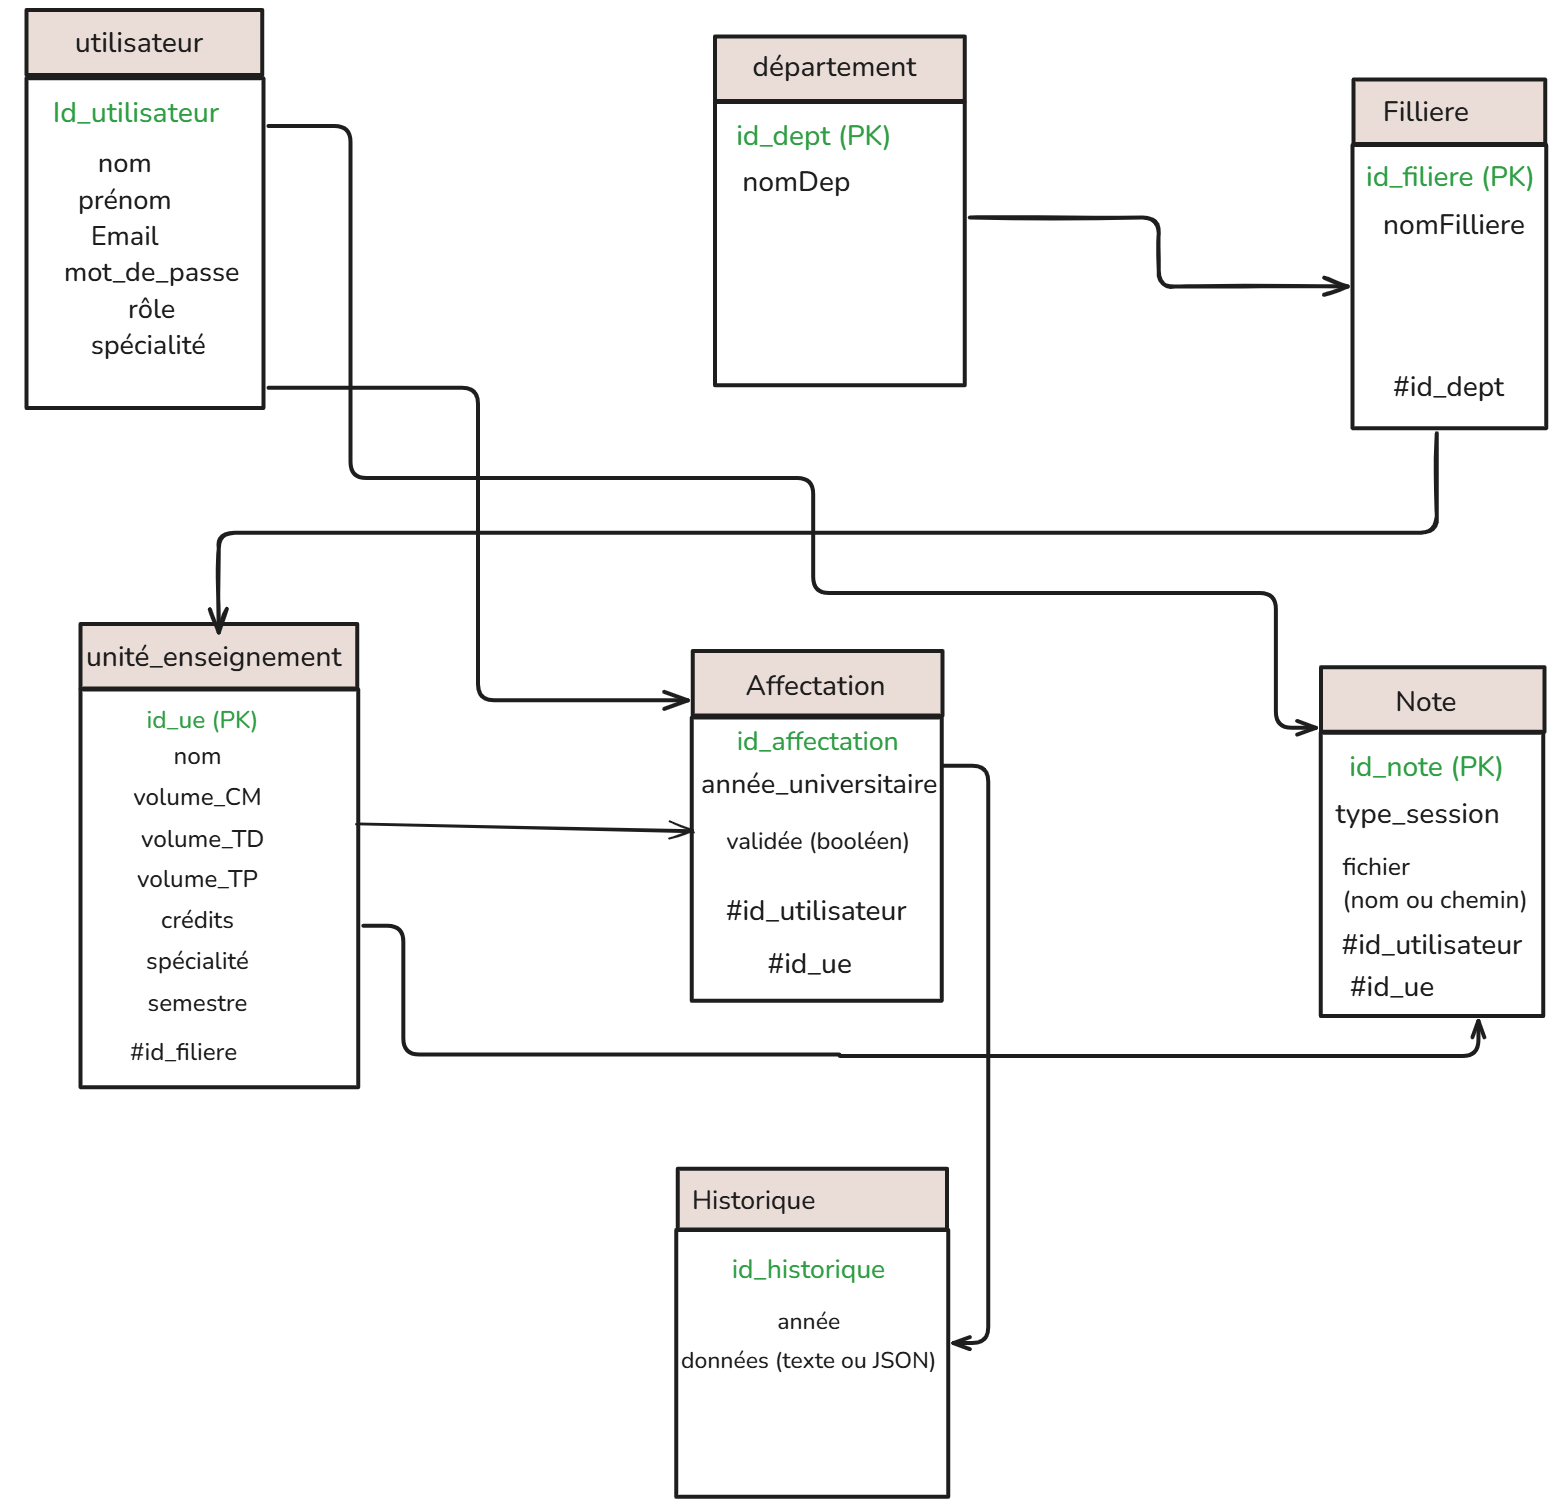 utilisateur
Id_utilisateur
nom
prénom
Email
mot_de_passe
rôle
spécialité
département
id_dept (PK)
nomDep
Filliere
id_filiere (PK)
nomFilliere
#id_dept
unité_enseignement
id_ue (PK)
nom
volume_CM
volume_TD
volume_TP
crédits
spécialité
semestre
#id_filiere
Affectation
id_affectation
année_universitaire
validée (booléen)
#id_utilisateur
#id_ue
Note
id_note (PK)
type_session
fichier
(nom ou chemin)
#id_utilisateur
#id_ue
Historique
id_historique
année
données (texte ou JSON)